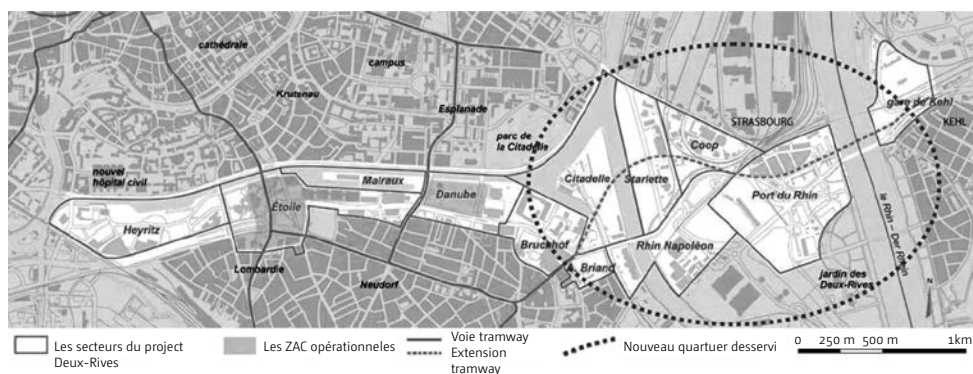 cathédrale
campus
Krutenau
Esplanade
gare de Kehl
STRASBOURG
KEHL
parc de
la Citadelle
Coop
nouvel
hôpital civil
Malraux
Citadelle
Starlette
Étoile
Danube
Port du Rhin
le Rhin – Der Rhein
Heyritz
Bruckhof
Rhin Napoléon
Lombardie
A. Briand
Neudorf
jardin des
Deux-Rives
N
Les secteurs du project
Deux-Rives
Les ZAC opérationneles
Voie tramway
Extension
tramway
Nouveau quartuer desservi
0 250 m 500 m 1km